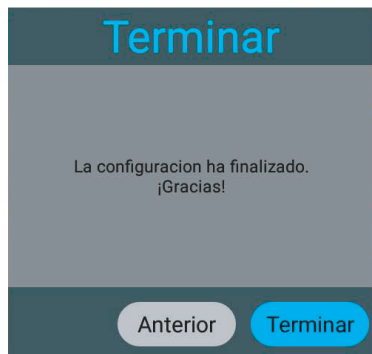 Terminar
La configuracion ha finalizado.
¡Gracias!
Anterior
Terminar